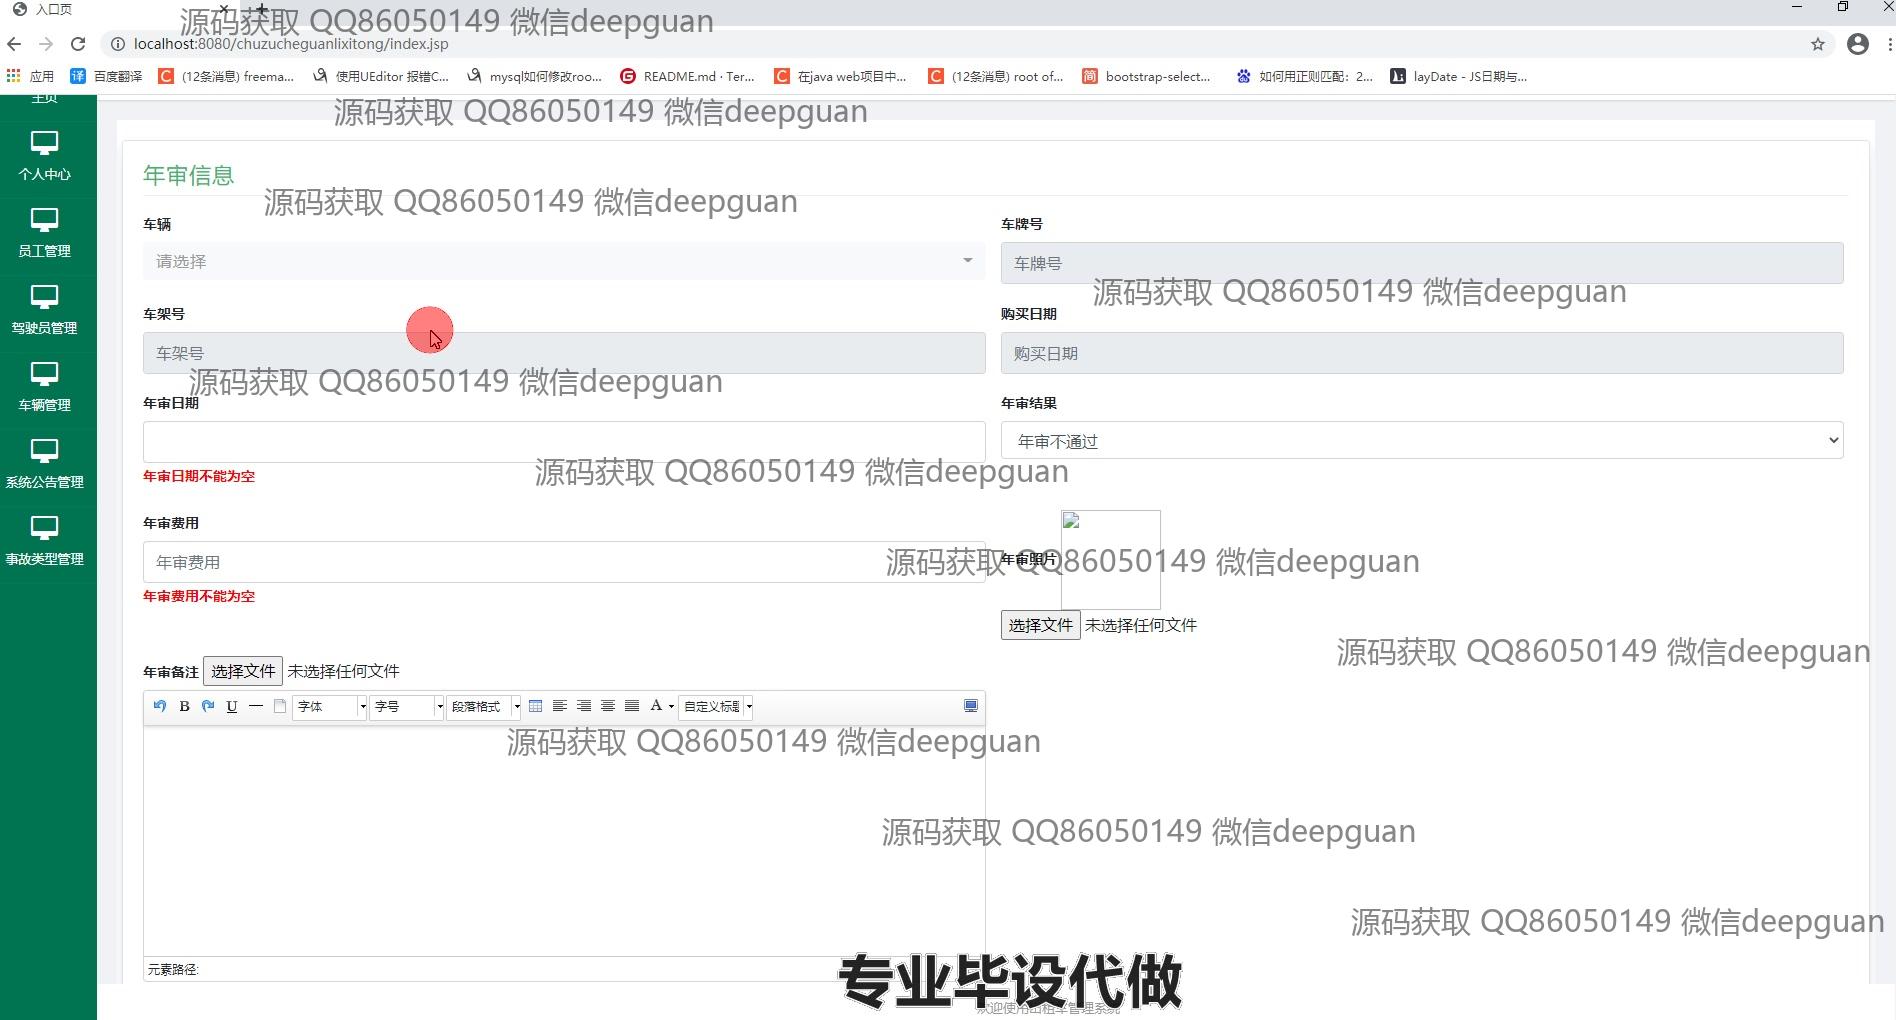 入口页
源码获取 QQ86050149 微信deepguan
localhost:8080/chuzucheguanlixitong/index.jsp
应用
百度翻译
(12条消息) freema...
使用UEditor 报错C...
mysql如何修改roo...
README.md · Ter...
在java web项目中...
(12条消息) root of...
bootstrap-select...
如何用正则匹配：2...
layDate - JS日期与...
主页
源码获取 QQ86050149 微信deepguan
个人中心
年审信息
源码获取 QQ86050149 微信deepguan
车辆
车牌号
员工管理
请选择
车牌号
源码获取 QQ86050149 微信deepguan
车架号
购买日期
驾驶员管理
车架号
购买日期
源码获取 QQ86050149 微信deepguan
车辆管理
年审日期
年审结果
年审不通过
年审日期不能为空
源码获取 QQ86050149 微信deepguan
系统公告管理
年审费用
事故类型管理
年审费用
年审照片
源码获取 QQ86050149 微信deepguan
年审费用不能为空
选择文件 未选择任何文件
源码获取 QQ86050149 微信deepguan
年审备注 选择文件 未选择任何文件
B U 字体 字号 段落格式 A 自定义标题
源码获取 QQ86050149 微信deepguan
源码获取 QQ86050149 微信deepguan
源码获取 QQ86050149 微信deepguan
元素路径:
专业毕设代做
欢迎使用出租车管理系统